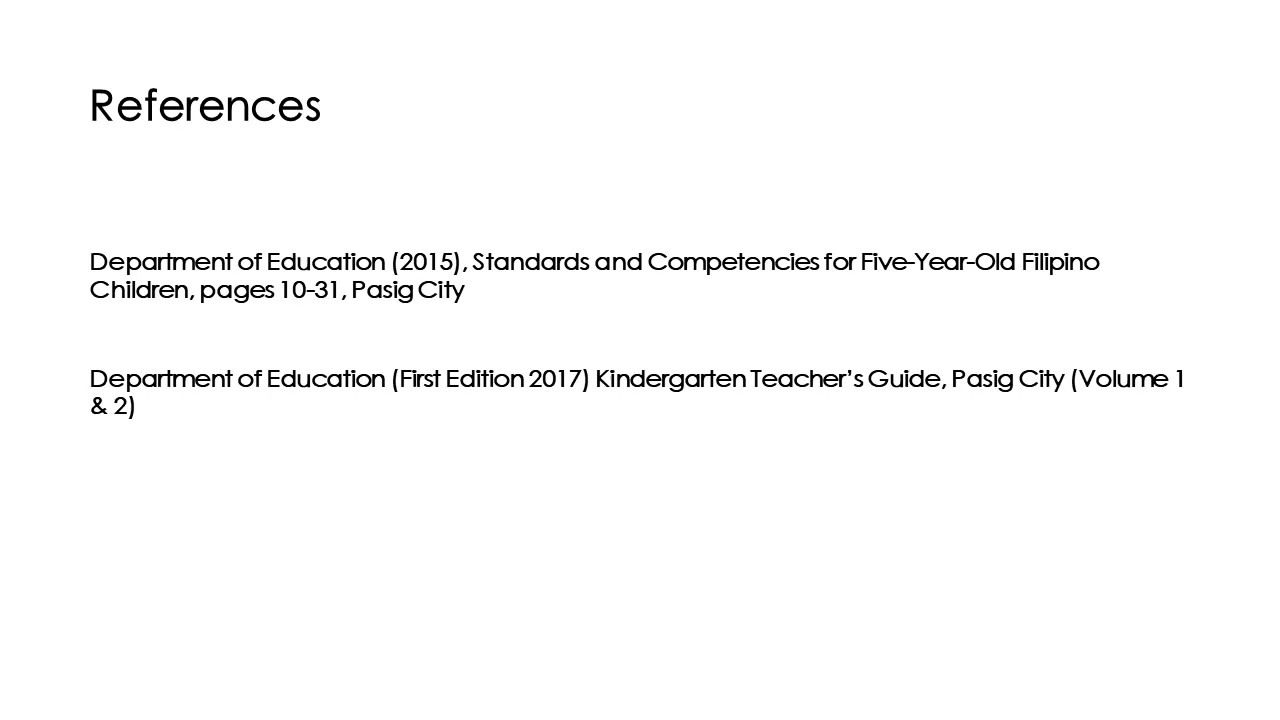 References
Department of Education (2015), Standards and Competencies for Five-Year-Old Filipino
Children, pages 10-31, Pasig City
Department of Education (First Edition 2017) Kindergarten Teacher’s Guide, Pasig City (Volume 1
& 2)